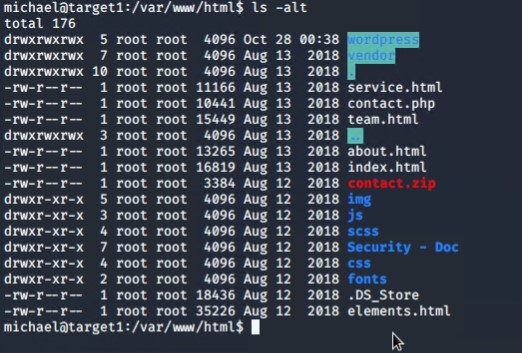 michael@target1:/var/www/html$ ls -alt
total 176
drwxrwxrwx  5 root root  4096 Oct 28 00:38 wordpress
drwxrwxrwx  7 root root  4096 Aug 13  2018 vendor
drwxrwxrwx 10 root root  4096 Aug 13  2018 .
-rw-r--r--  1 root root 11166 Aug 13  2018 service.html
-rw-r--r--  1 root root 10441 Aug 13  2018 contact.php
-rw-r--r--  1 root root 15449 Aug 13  2018 team.html
drwxrwxrwx  3 root root  4096 Aug 13  2018 ..
-rw-r--r--  1 root root 13265 Aug 13  2018 about.html
-rw-r--r--  1 root root 16819 Aug 13  2018 index.html
-rw-r--r--  1 root root  3384 Aug 12  2018 contact.zip
drwxr-xr-x  5 root root  4096 Aug 12  2018 img
drwxr-xr-x  3 root root  4096 Aug 12  2018 js
drwxr-xr-x  4 root root  4096 Aug 12  2018 scss
drwxr-xr-x  7 root root  4096 Aug 12  2018 Security - Doc
drwxr-xr-x  4 root root  4096 Aug 12  2018 css
drwxr-xr-x  2 root root  4096 Aug 12  2018 fonts
-rw-r--r--  1 root root 18436 Aug 12  2018 .DS_Store
-rw-r--r--  1 root root 35226 Aug 12  2018 elements.html
michael@target1:/var/www/html$